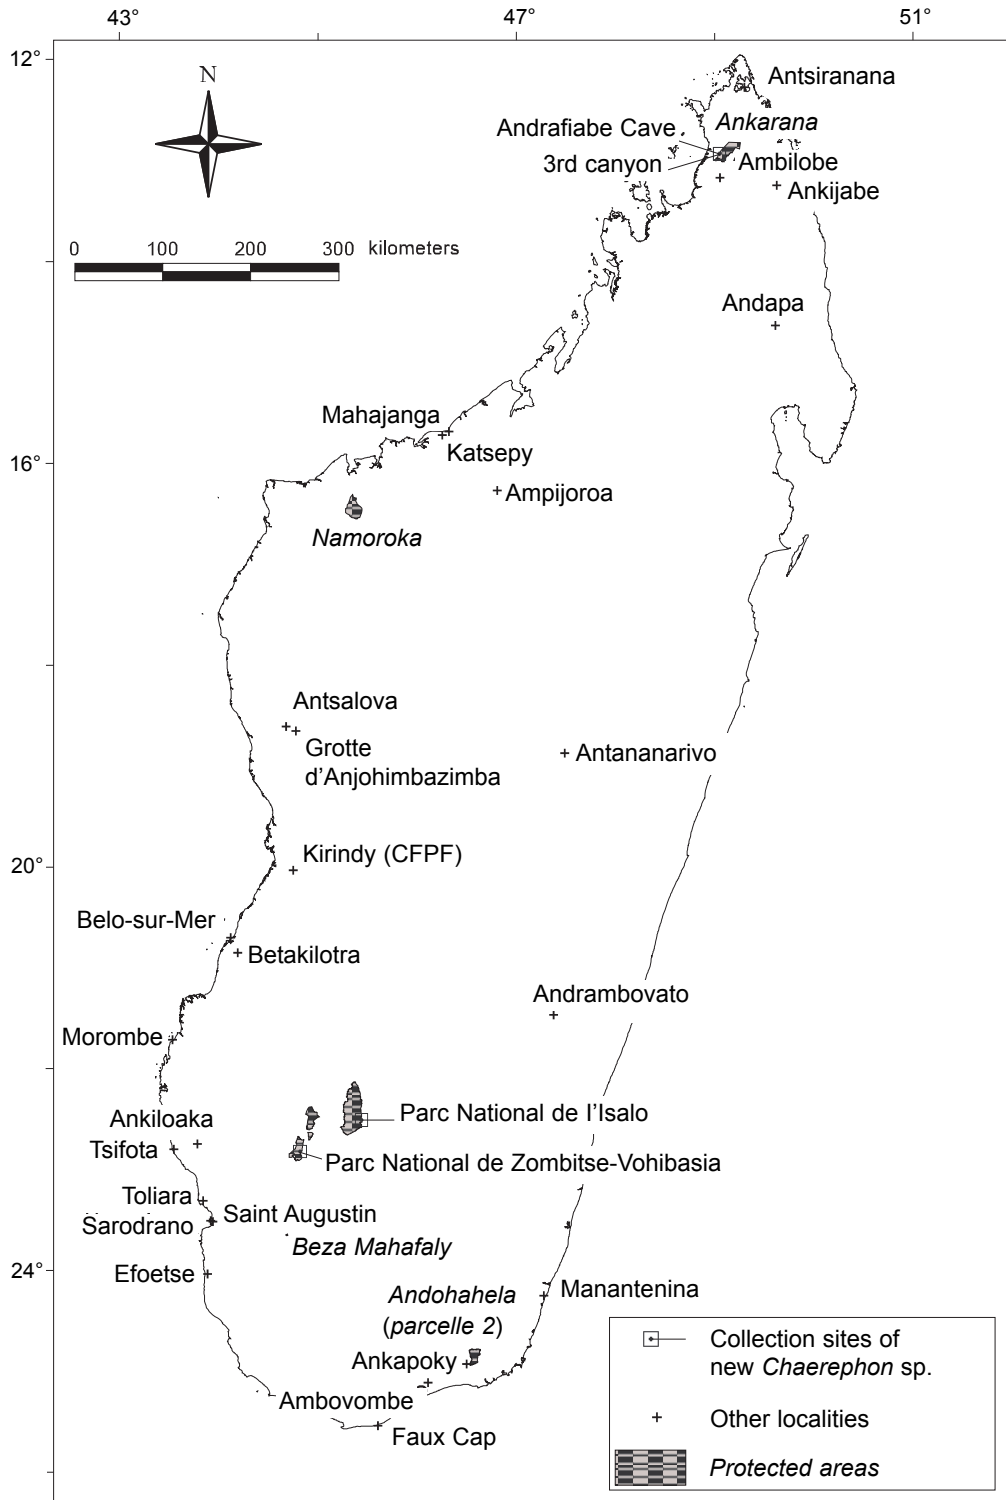 43°
47°
51°
12°
N
Antsiranana
Andrafiabe Cave
Ankarana
3rd canyon
Ambilobe
Ankijabe
0 100 200 300 kilometers
Andapa
Mahajanga
Katsepy
16°
Ampijoroa
Namoroka
Antsalova
Grotte
d'Anjohimbazimba
Antananarivo
Kirindy (CFPF)
20°
Belo-sur-Mer
Betakilotra
Andrambovato
Morombe
Ankiloaka
Parc National de l'Isalo
Tsifota
Parc National de Zombitse-Vohibasia
Toliara
Saint Augustin
Sarodrano
Beza Mahafaly
24°
Efoetse
Manantenina
Andohahela
(parcelle 2)
Ankapoky
Ambovombe
Faux Cap
Collection sites of
new Chaerephon sp.
Other localities
Protected areas